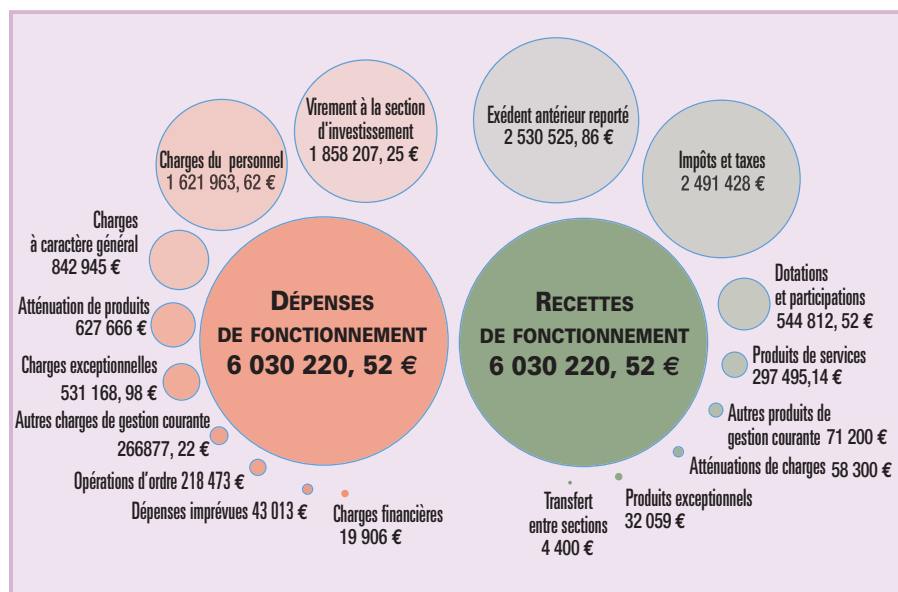 Virement à la section
d'investissement
1 858 207, 25 €
Charges du personnel
1 621 963, 62 €
Charges
à caractère général
842 945 €
Atténuation de produits
627 666 €
Charges exceptionnelles
531 168, 98 €
Autres charges de gestion courante
266877, 22 €
Opérations d'ordre 218 473 €
Dépenses imprévues 43 013 €
Charges financières
19 906 €
DÉPENSES
DE FONCTIONNEMENT
6 030 220, 52 €
Exédent antérieur reporté
2 530 525, 86 €
Impôts et taxes
2 491 428 €
RECETTES
DE FONCTIONNEMENT
6 030 220, 52 €
Dotations
et participations
544 812, 52 €
Produits de services
297 495,14 €
Autres produits de
gestion courante 71 200 €
Atténuations de charges 58 300 €
Produits exceptionnels
32 059 €
Transfert
entre sections
4 400 €